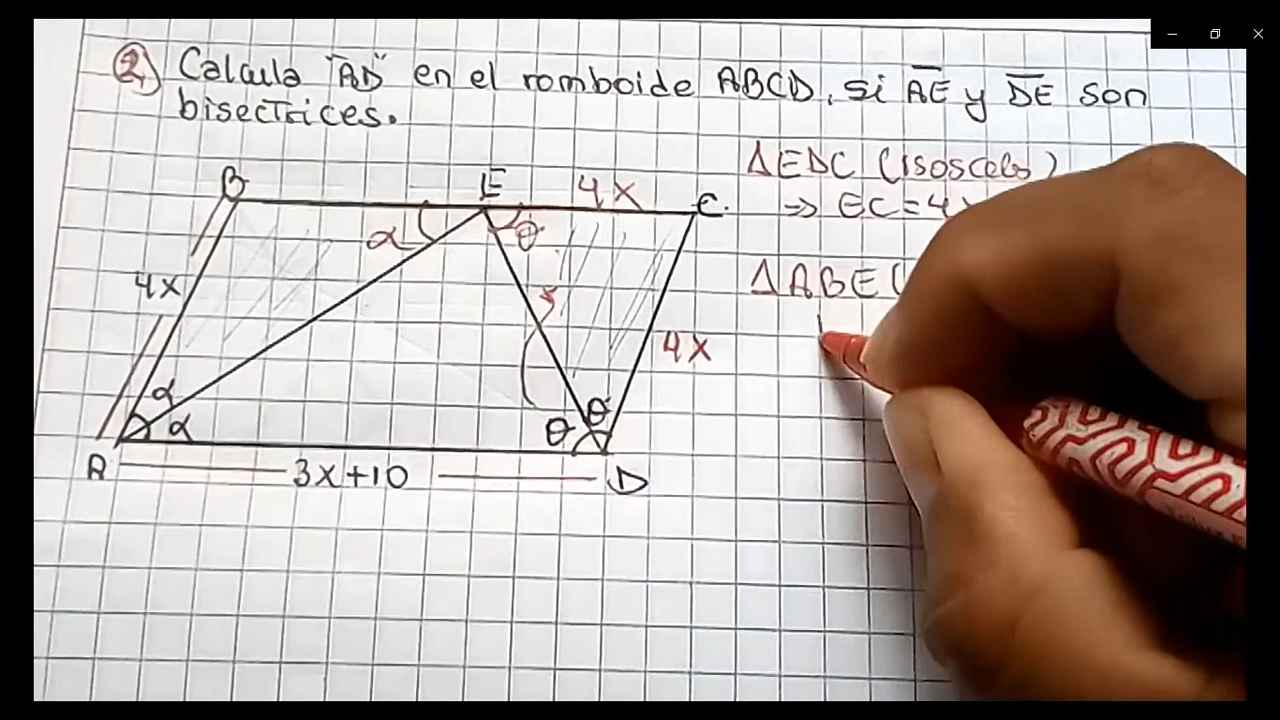 2) Calcula "AD" en el romboide ABCD, si AE y DE son
bisectrices.
ΔEDC (Isosceles)
⇒ EC=4x
ΔABE (
B
E
4x
C
α
θ
4x
4x
α
α
θ
θ
A
3x+10
D